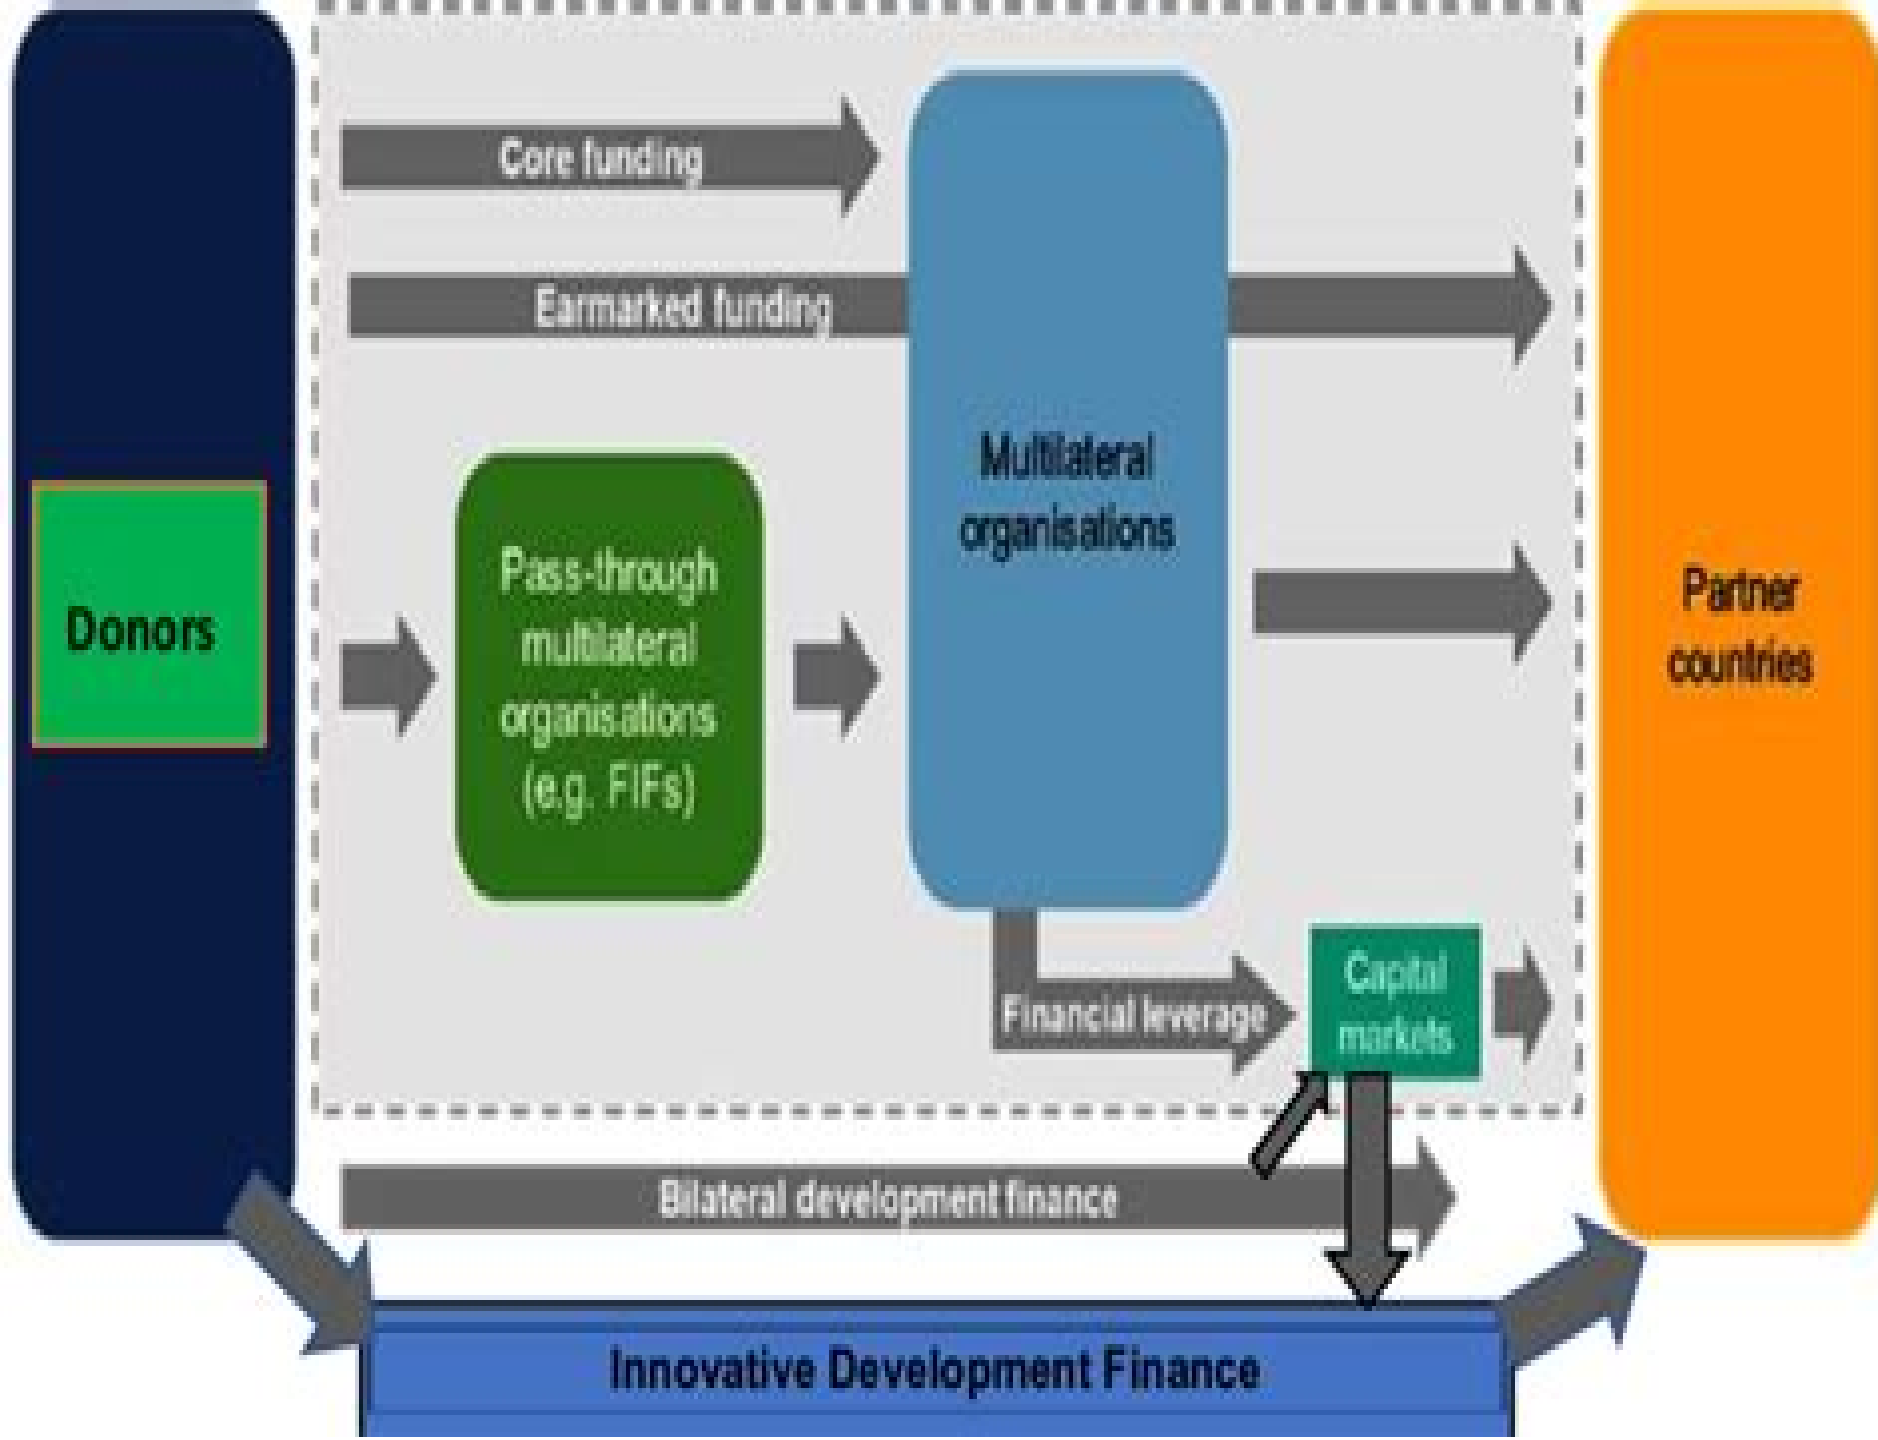 Core funding
Earmarked funding
Multilateral
organisations
Pass-through
multilateral
organisations
(e.g. FIFs)
Donors
Partner
countries
Capital
markets
Financial leverage
Bilateral development finance
Innovative Development Finance